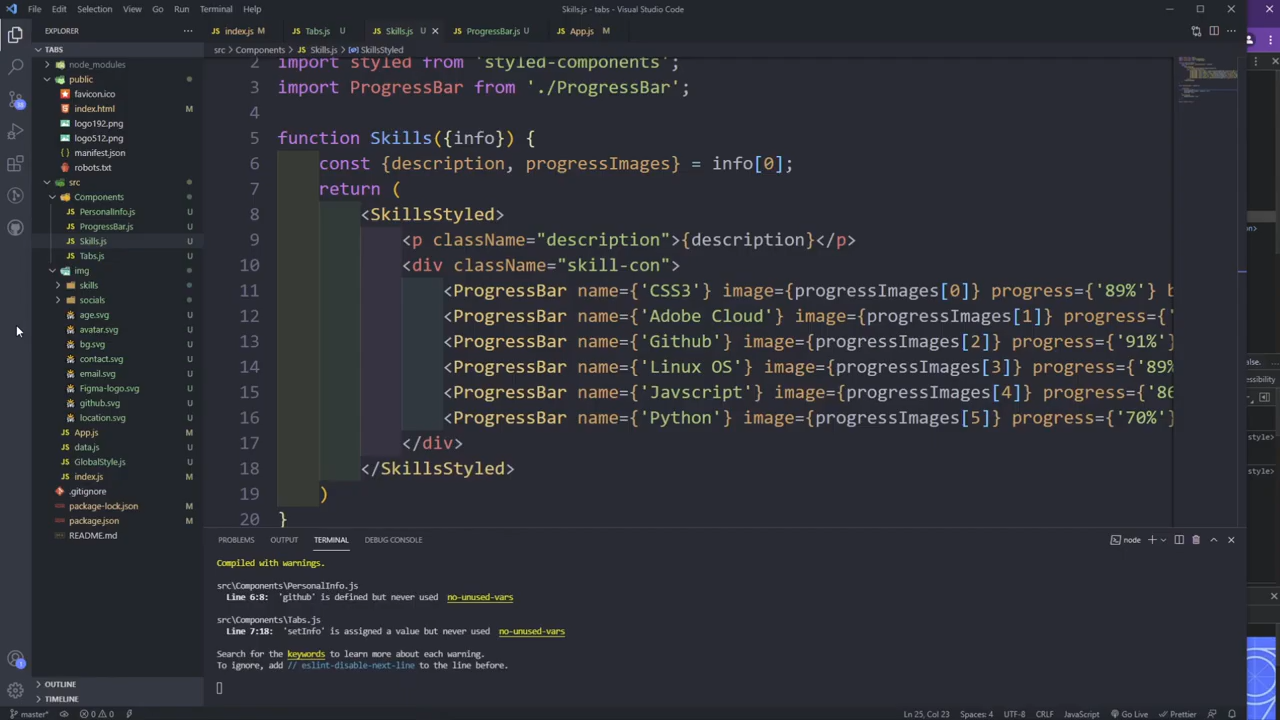 File Edit Selection View Go Run Terminal Help
Skills.js - tabs - Visual Studio Code
EXPLORER
index.js M
Tabs.js U
Skills.js U
ProgressBar.js U
App.js M
TABS
src > Components > Skills.js > SkillsStyled
node_modules
public
favicon.ico
index.html M
logo192.png
logo512.png
manifest.json
robots.txt
src
Components
PersonalInfo.js U
ProgressBar.js U
Skills.js U
Tabs.js U
img
skills
socials
age.svg U
avatar.svg U
bg.svg U
contact.svg U
email.svg U
Figma-logo.svg U
github.svg U
location.svg U
App.js M
data.js U
GlobalStyle.js U
index.js M
.gitignore
package-lock.json M
package.json M
README.md
OUTLINE
TIMELINE
2 import styled from 'styled-components';
3 import ProgressBar from './ProgressBar';
4
5 function Skills({info}) {
6 const {description, progressImages} = info[0];
7 return (
8 <SkillsStyled>
9 <p className="description">{description}</p>
10 <div className="skill-con">
11 <ProgressBar name={'CSS3'} image={progressImages[0]} progress={'89%'} b
12 <ProgressBar name={'Adobe Cloud'} image={progressImages[1]} progress={'
13 <ProgressBar name={'Github'} image={progressImages[2]} progress={'91%'}
14 <ProgressBar name={'Linux OS'} image={progressImages[3]} progress={'89%
15 <ProgressBar name={'Javscript'} image={progressImages[4]} progress={'86
16 <ProgressBar name={'Python'} image={progressImages[5]} progress={'70%'}
17 </div>
18 </SkillsStyled>
19 )
20 }
PROBLEMS OUTPUT TERMINAL DEBUG CONSOLE
node
Compiled with warnings.
src\Components\PersonalInfo.js
Line 6:8: 'github' is defined but never used no-unused-vars
src\Components\Tabs.js
Line 7:18: 'setInfo' is assigned a value but never used no-unused-vars
Search for the keywords to learn more about each warning.
To ignore, add // eslint-disable-next-line to the line before.
master* 0 0
Ln 25, Col 23 Spaces: 4 UTF-8 CRLF JavaScript Go Live Prettier
false.
ssibility
style>
style>